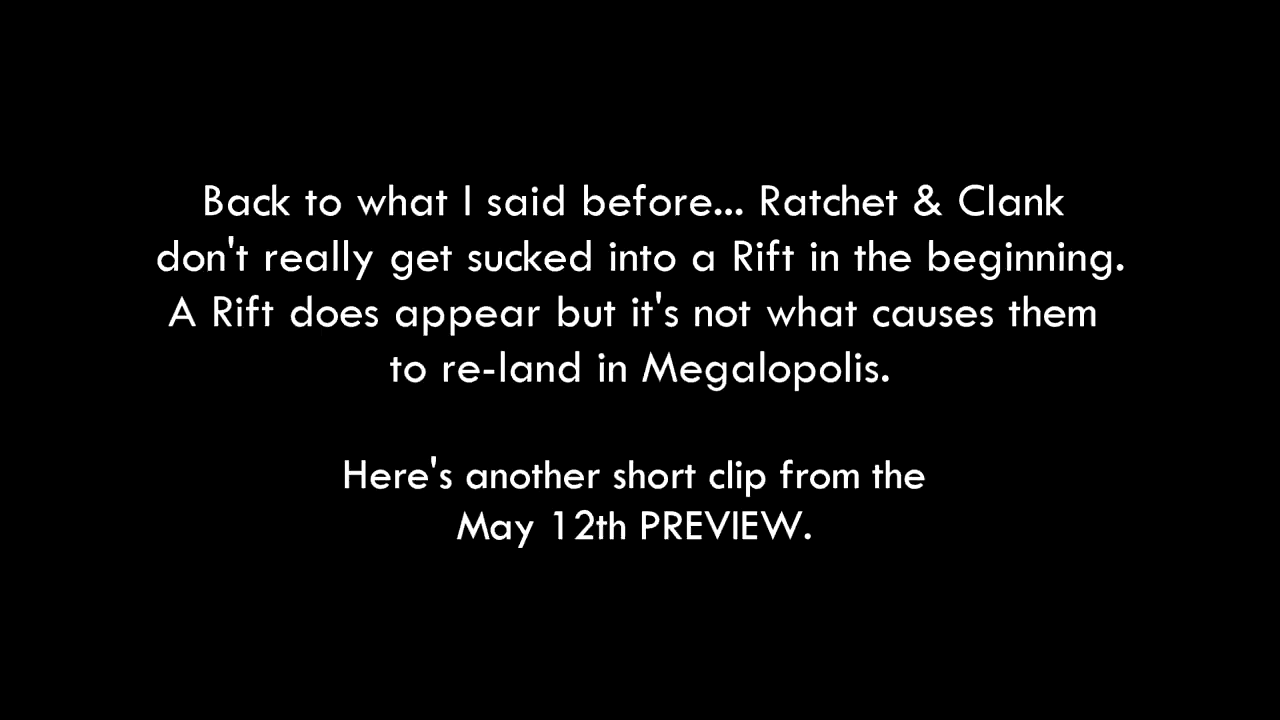 Back to what I said before... Ratchet & Clank
don't really get sucked into a Rift in the beginning.
A Rift does appear but it's not what causes them
to re-land in Megalopolis.
Here's another short clip from the
May 12th PREVIEW.